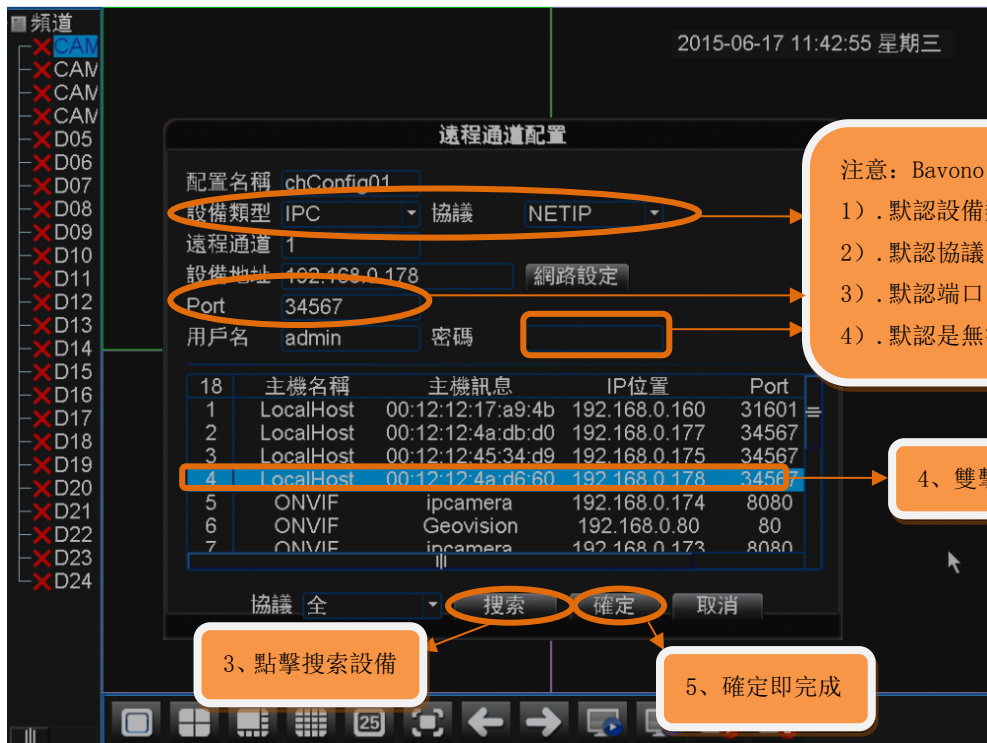 頻道
CAM
CAM
CAM
CAM
D05
D06
D07
D08
D09
D10
D11
D12
D13
D14
D15
D16
D17
D18
D19
D20
D21
D22
D23
D24
2015-06-17 11:42:55 星期三
遠程通道配置
配置名稱 chConfig01
設備類型 IPC 協議 NETIP
遠程通道 1
設備地址 192.168.0.178 網路設定
Port 34567
用戶名 admin 密碼
18 主機名稱 主機訊息 IP位置 Port
1 LocalHost 00:12:12:17:a9:4b 192.168.0.160 31601
2 LocalHost 00:12:12:4a:db:d0 192.168.0.177 34567
3 LocalHost 00:12:12:45:34:d9 192.168.0.175 34567
4 LocalHost 00:12:12:4a:d6:60 192.168.0.178 34567
5 ONVIF ipcamera 192.168.0.174 8080
6 ONVIF Geovision 192.168.0.80 80
7 ONVIF ipcamera 192.168.0.173 8080
協議 全 搜索 確定 取消
注意：Bavono
1）.默認設備
2）.默認協議
3）.默認端口
4）.默認是無
4、雙擊
3、點擊搜索設備
5、確定即完成
25